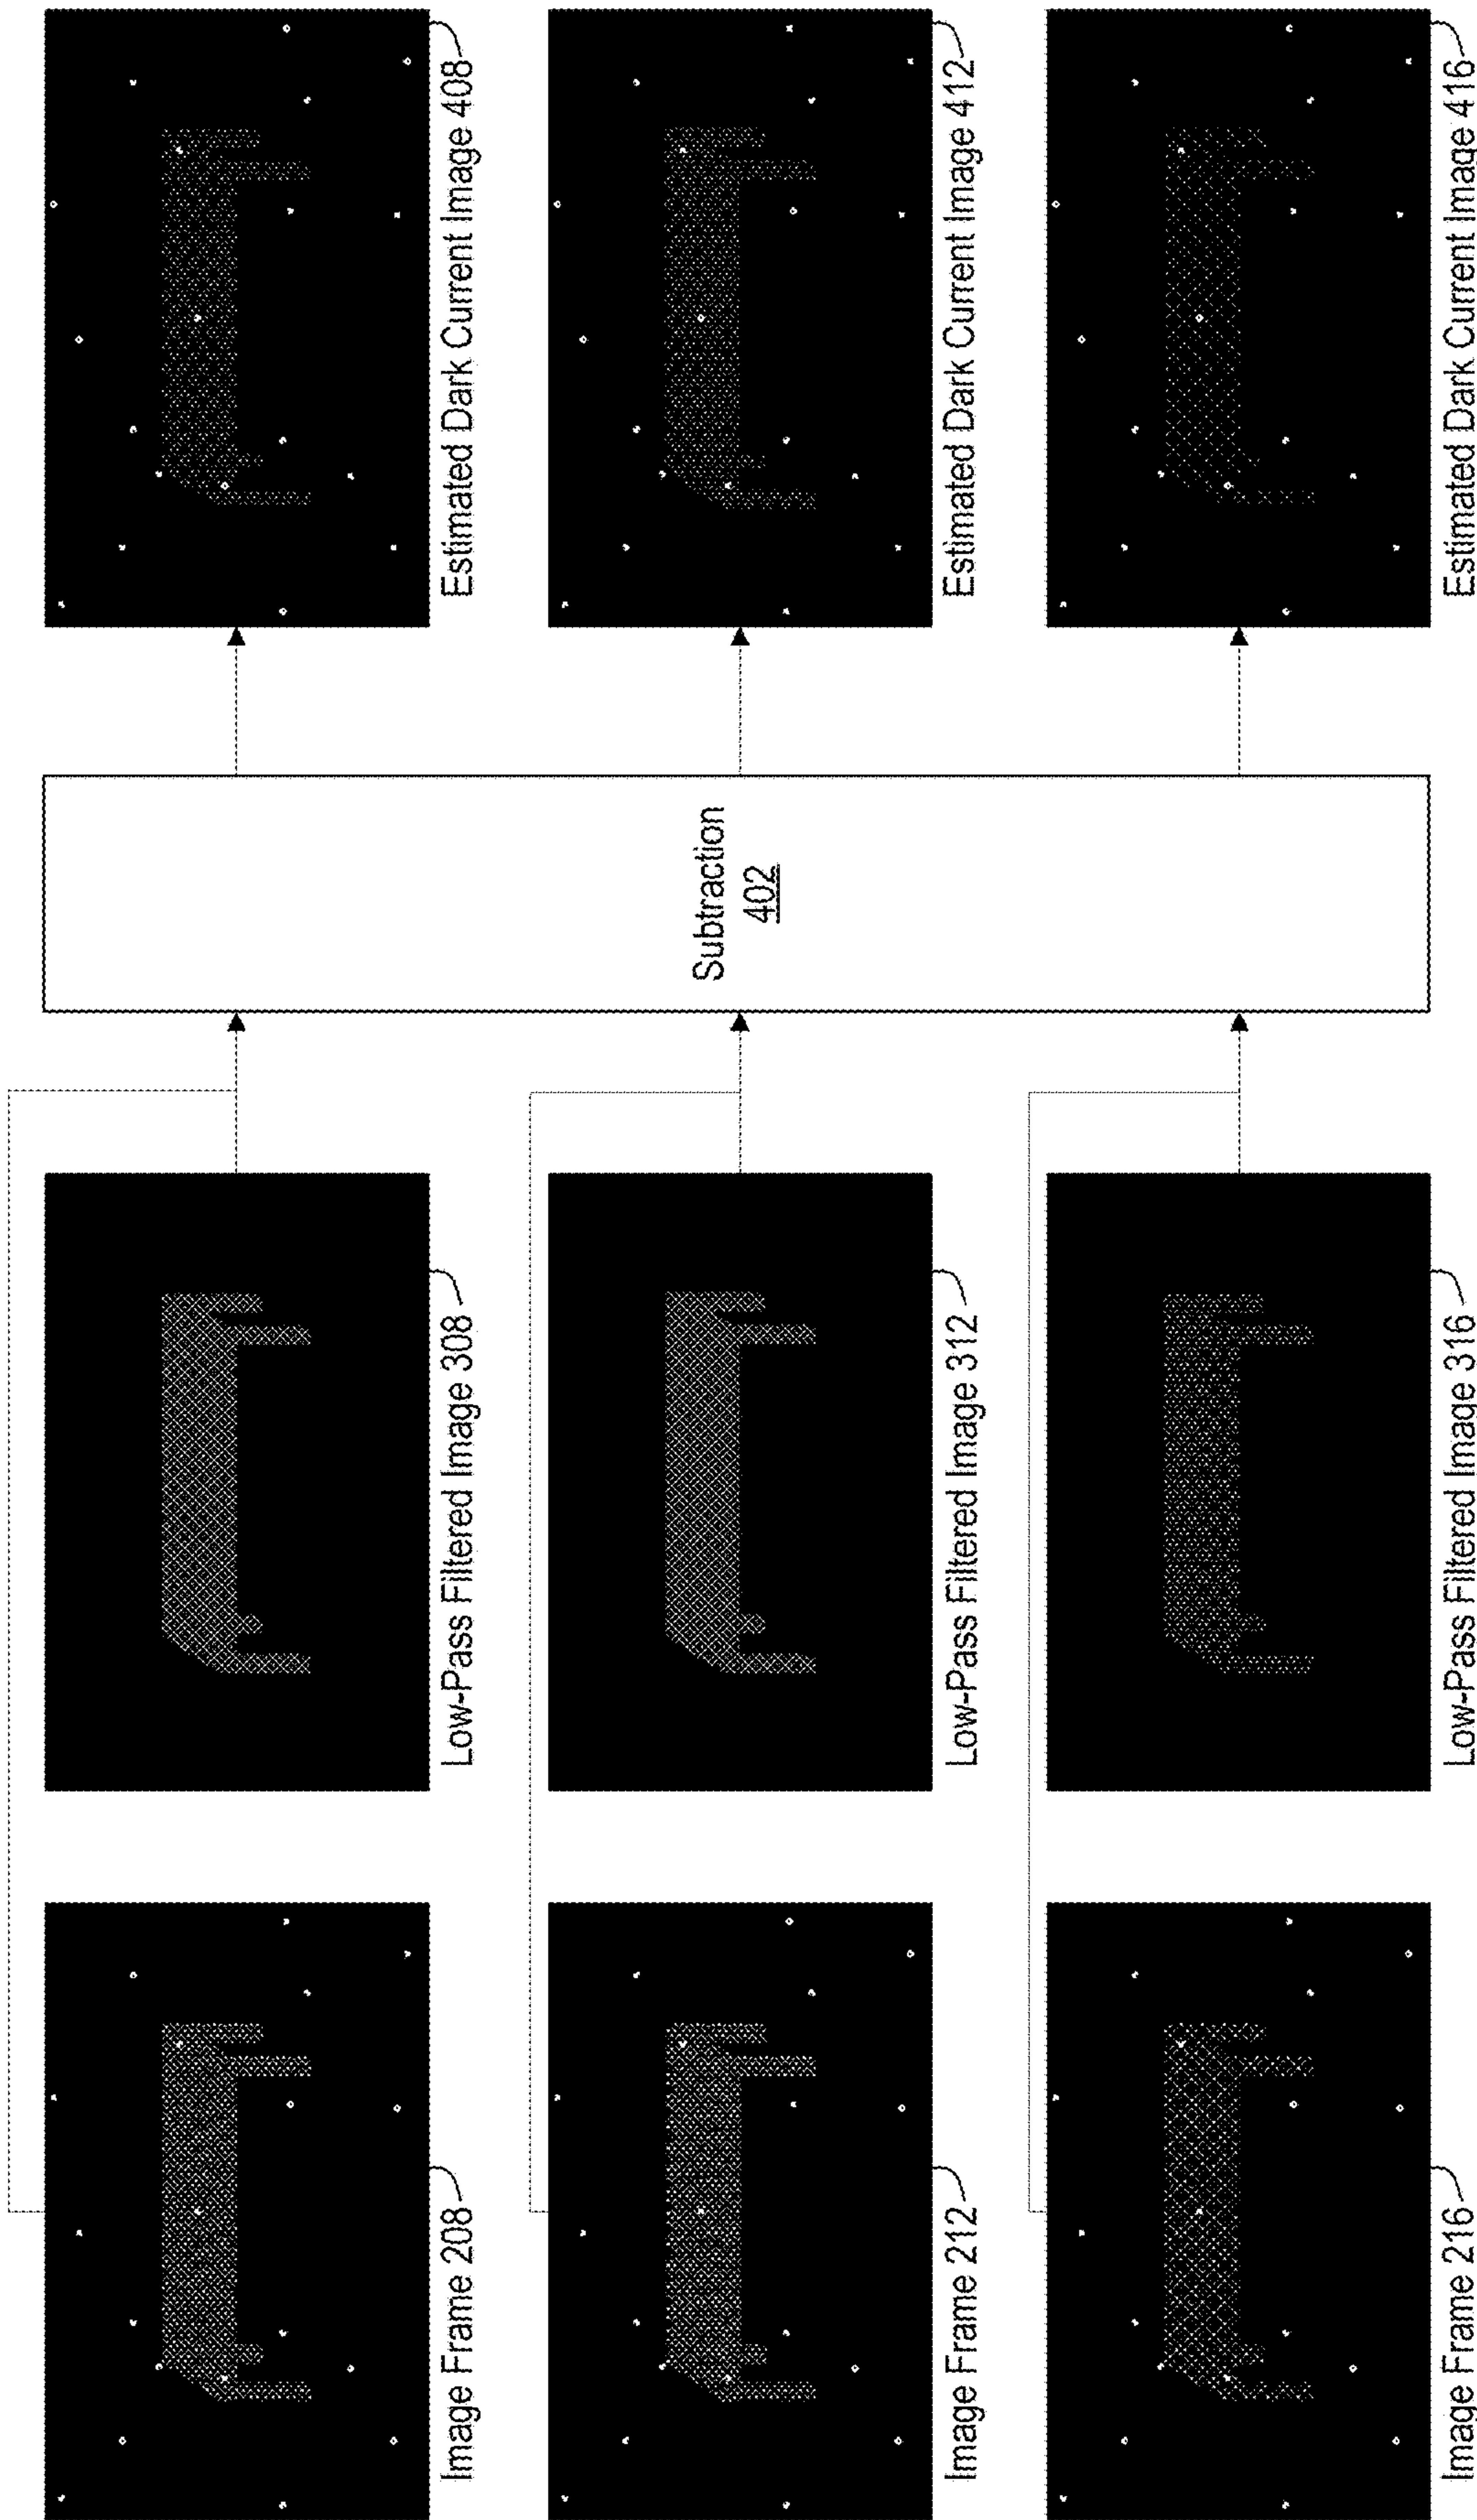 Image Frame 208
Low-Pass Filtered Image 308
Estimated Dark Current Image 408
Subtraction
402
Image Frame 212
Low-Pass Filtered Image 312
Estimated Dark Current Image 412
Image Frame 216
Low-Pass Filtered Image 316
Estimated Dark Current Image 416